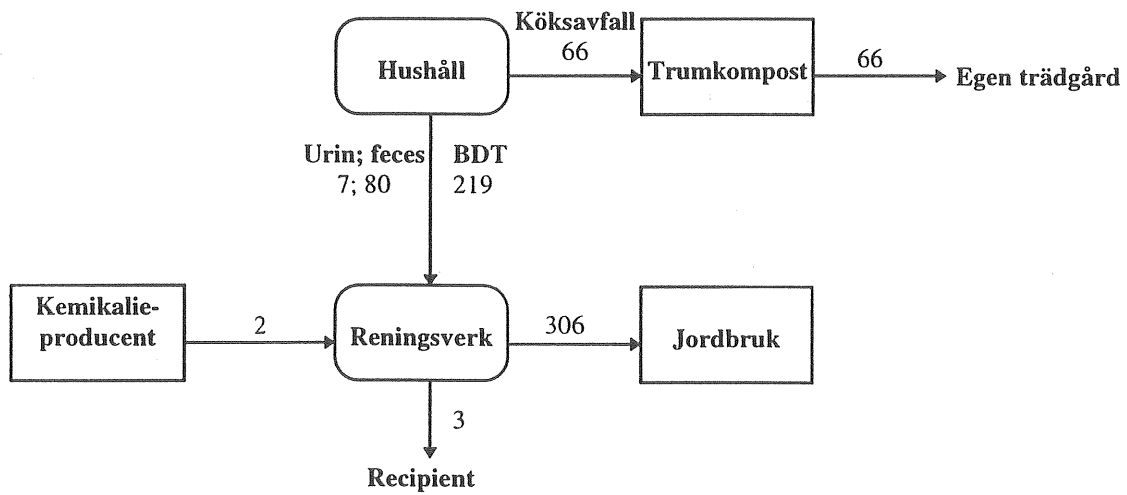 Köksavfall
66
Hushåll
Trumkompost
66
Egen trädgård
Urin; feces
7; 80
BDT
219
Kemikalie-
producent
2
Reningsverk
306
Jordbruk
3
Recipient